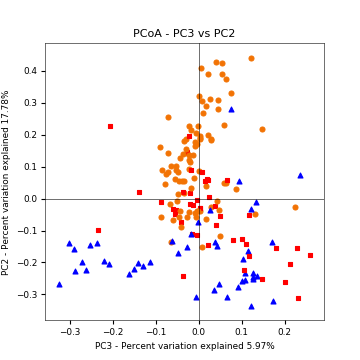 PCoA - PC3 vs PC2
PC2 - Percent variation explained 17.78%
0.4
0.3
0.2
0.1
0.0
−0.1
−0.2
−0.3
−0.3 −0.2 −0.1 0.0 0.1 0.2
PC3 - Percent variation explained 5.97%